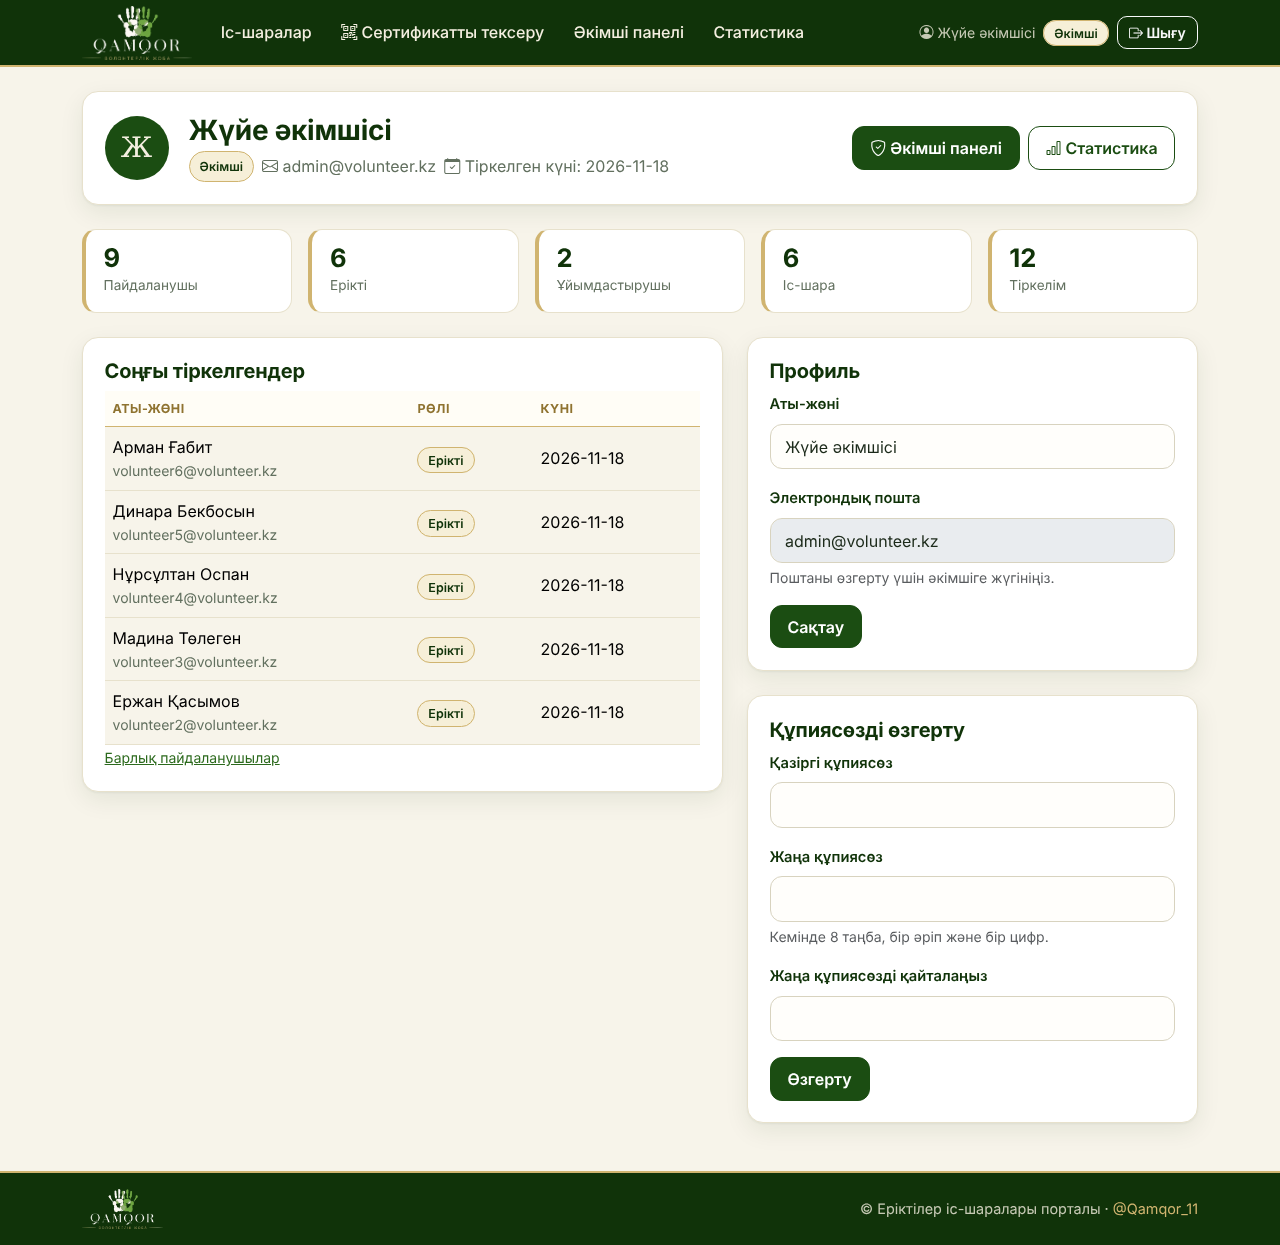 QAMQOR
Іс-шаралар
Сертификатты тексеру
Әкімші панелі
Статистика
Жүйе әкімшісі
Әкімші
Шығу
Ж
Жүйе әкімшісі
Әкімші admin@volunteer.kz Тіркелген күні: 2026-11-18
Әкімші панелі
Статистика
9
Пайдаланушы
6
Ерікті
2
Ұйымдастырушы
6
Іс-шара
12
Тіркелім
Соңғы тіркелгендер
АТЫ-ЖӨНІ РӨЛІ КҮНІ
Арман Ғабит
volunteer6@volunteer.kz
Ерікті
2026-11-18
Динара Бекбосын
volunteer5@volunteer.kz
Ерікті
2026-11-18
Нұрсұлтан Оспан
volunteer4@volunteer.kz
Ерікті
2026-11-18
Мадина Төлеген
volunteer3@volunteer.kz
Ерікті
2026-11-18
Ержан Қасымов
volunteer2@volunteer.kz
Ерікті
2026-11-18
Барлық пайдаланушылар
Профиль
Аты-жөні
Жүйе әкімшісі
Электрондық пошта
admin@volunteer.kz
Поштаны өзгерту үшін әкімшіге жүгініңіз.
Сақтау
Құпиясөзді өзгерту
Қазіргі құпиясөз
Жаңа құпиясөз
Кемінде 8 таңба, бір әріп және бір цифр.
Жаңа құпиясөзді қайталаңыз
Өзгерту
QAMQOR
© Еріктілер іс-шаралары порталы · @Qamqor_11